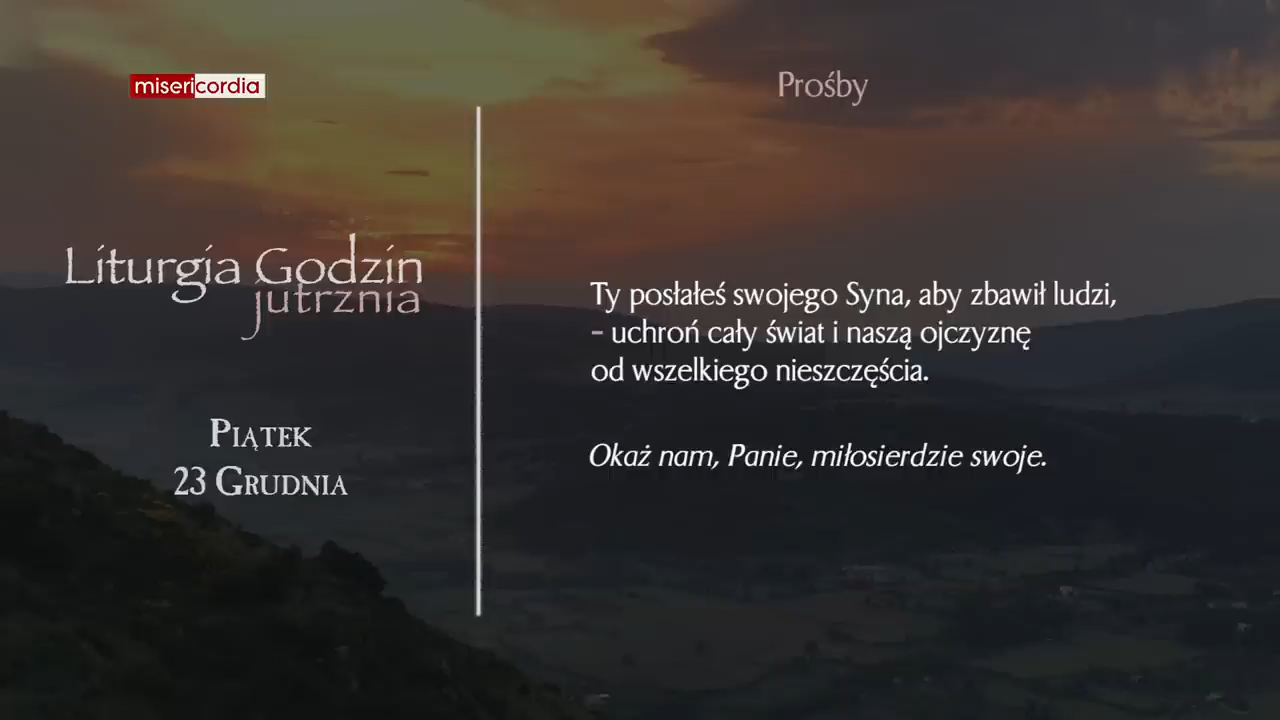 misericordia
Prośby
Liturgia Godzin
jutrznia
Piątek
23 Grudnia
Ty posłałeś swojego Syna, aby zbawił ludzi,
- uchroń cały świat i naszą ojczyznę
od wszelkiego nieszczęścia.
Okaż nam, Panie, miłosierdzie swoje.